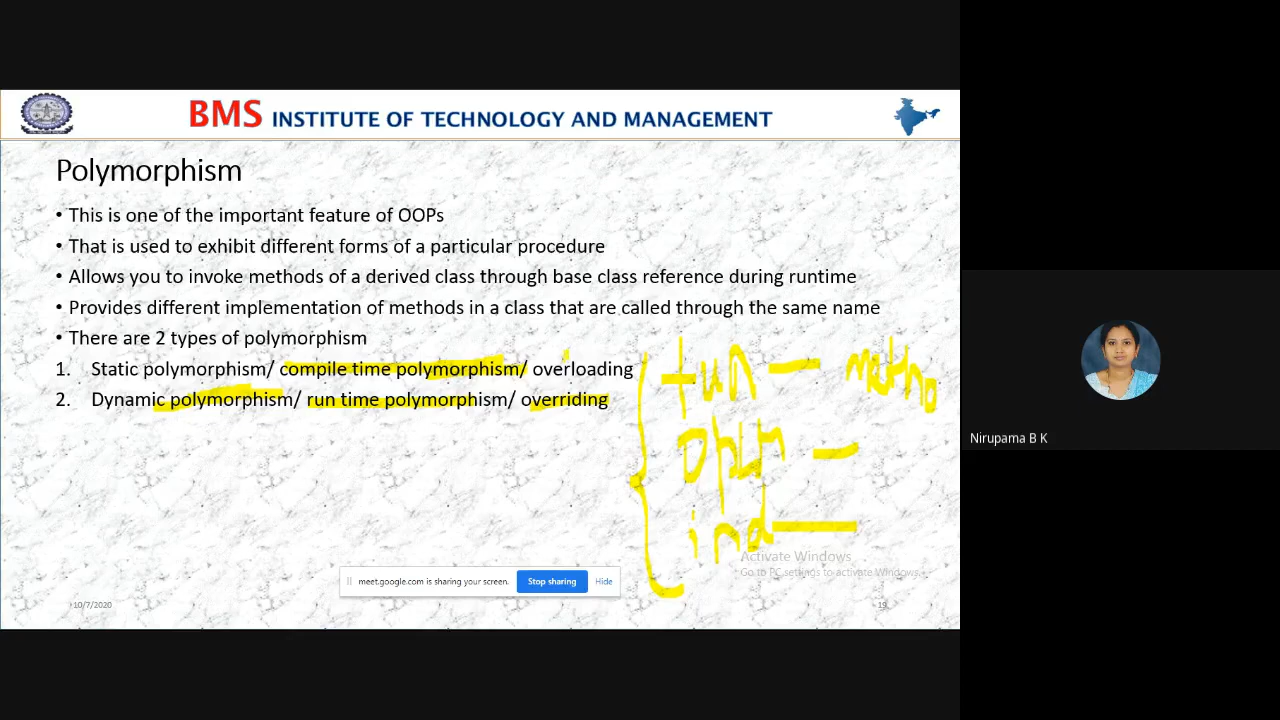 BMS INSTITUTE OF TECHNOLOGY AND MANAGEMENT
Polymorphism
• This is one of the important feature of OOPs
• That is used to exhibit different forms of a particular procedure
• Allows you to invoke methods of a derived class through base class reference during runtime
• Provides different implementation of methods in a class that are called through the same name
• There are 2 types of polymorphism
1. Static polymorphism/ compile time polymorphism/ overloading
2. Dynamic polymorphism/ run time polymorphism/ overriding
fun — metho
ind
Activate Windows
Go to PC settings to activate Windows.
meet.google.com is sharing your screen. Stop sharing Hide
10/7/2020
19
Nirupama B K